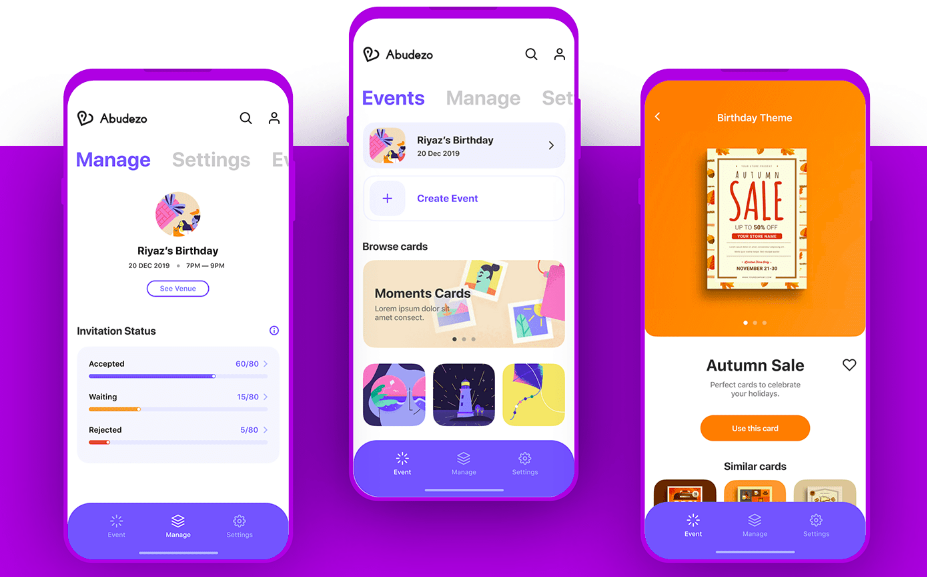 Abudezo
Manage Settings Ev
Riyaz's Birthday
20 DEC 2019 • 7PM — 9PM
See Venue
Invitation Status
Accepted 60/80
Waiting 15/80
Rejected 5/80
Event Manage Settings
Abudezo
Events Manage Set
Riyaz's Birthday
20 Dec 2019
Create Event
Browse cards
Moments Cards
Lorem ipsum dolor sit
amet consect.
Event Manage Settings
Birthday Theme
AUTUMN
SALE
UP TO 50% OFF
YOUR STORE NAME
NOVEMBER 21-30
Autumn Sale
Perfect cards to celebrate
your holidays.
Use this card
Similar cards
Event Manage Settings